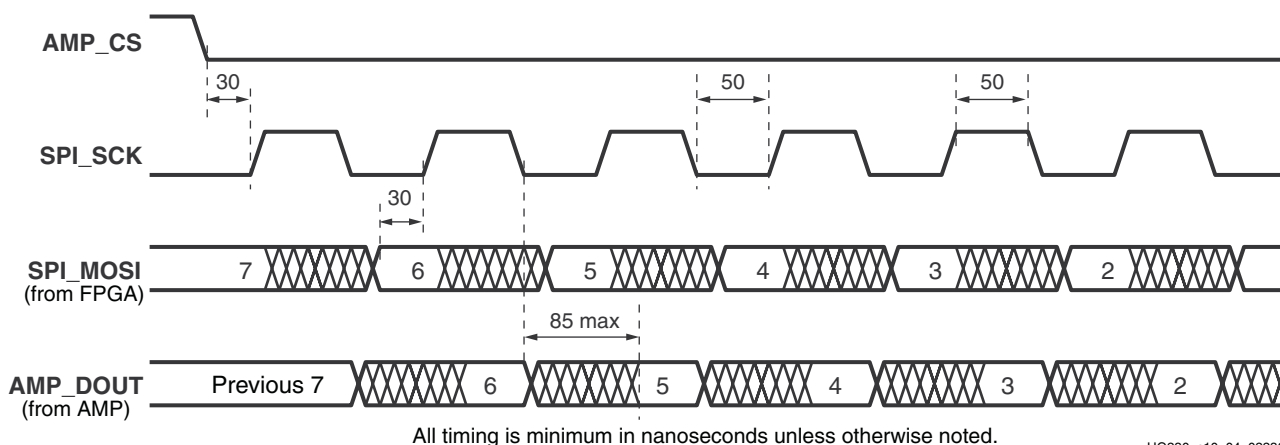 AMP_CS
30
50
50
SPI_SCK
30
SPI_MOSI
(from FPGA)
7 6 5 4 3 2
85 max
AMP_DOUT
(from AMP)
Previous 7 6 5 4 3 2
All timing is minimum in nanoseconds unless otherwise noted.